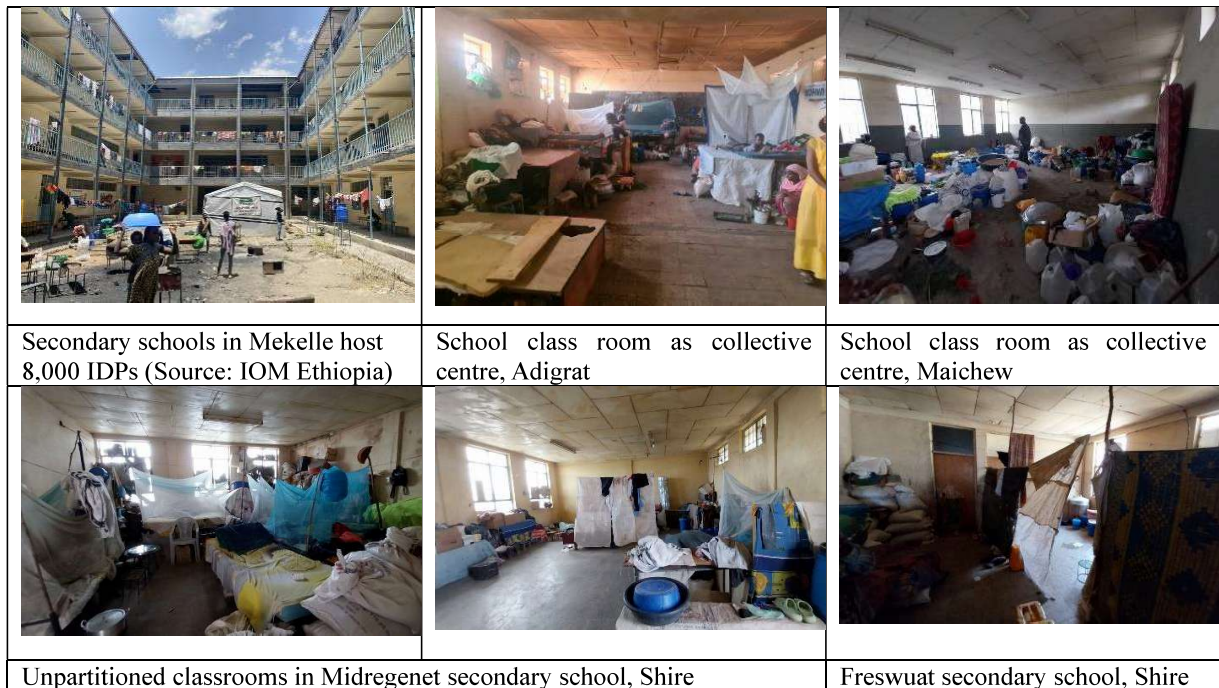 Secondary schools in Mekelle host
8,000 IDPs (Source: IOM Ethiopia)
School class room as collective
centre, Adigrat
School class room as collective
centre, Maichew
Unpartitioned classrooms in Midregenet secondary school, Shire
Freswuat secondary school, Shire